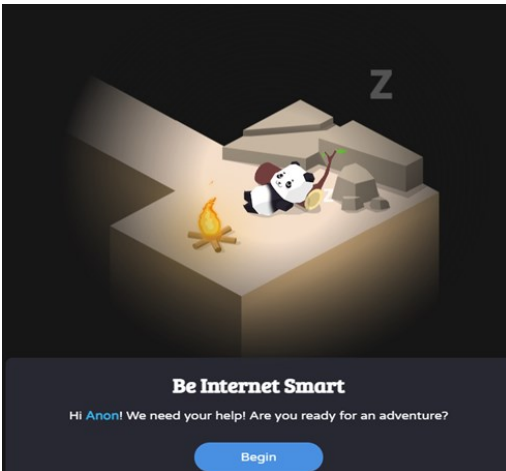 Z
z
Be Internet Smart
Hi Anon! We need your help! Are you ready for an adventure?
Begin